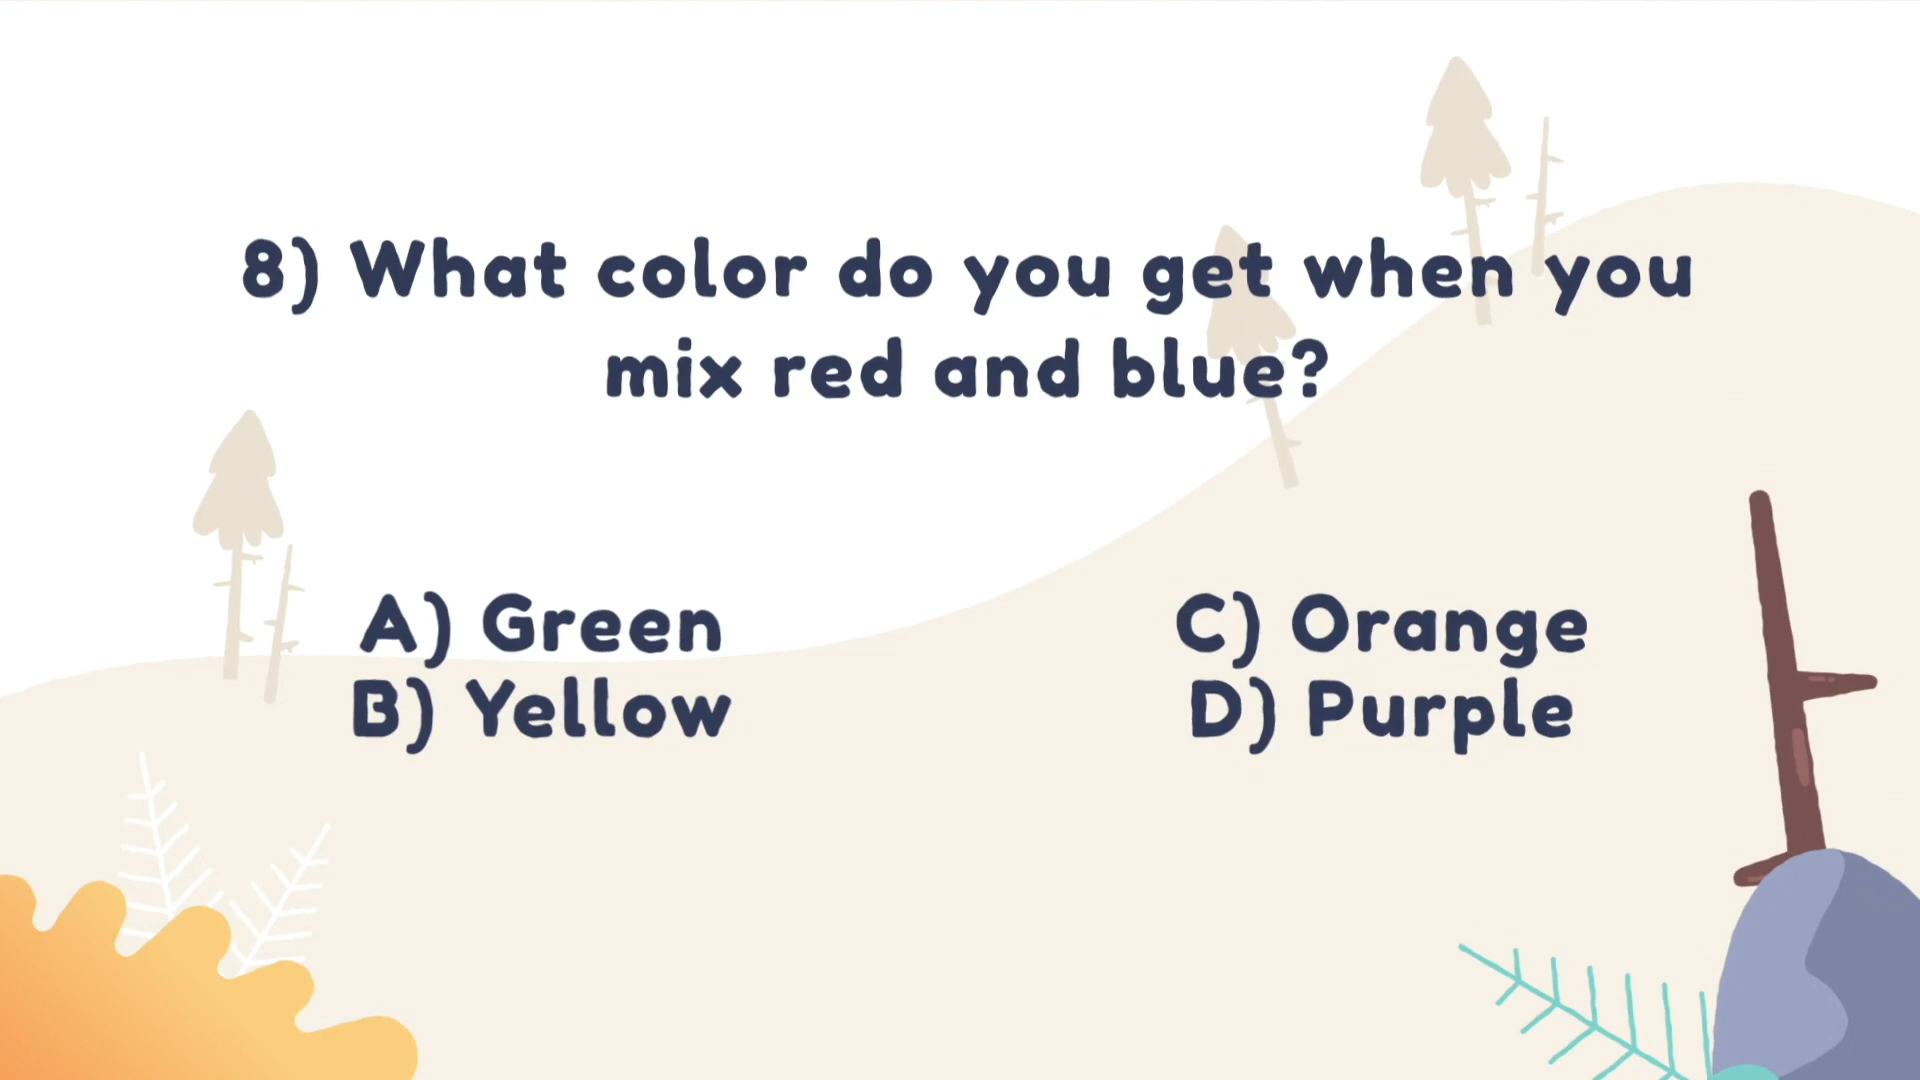 8) What color do you get when you
mix red and blue?
A) Green
B) Yellow
C) Orange
D) Purple